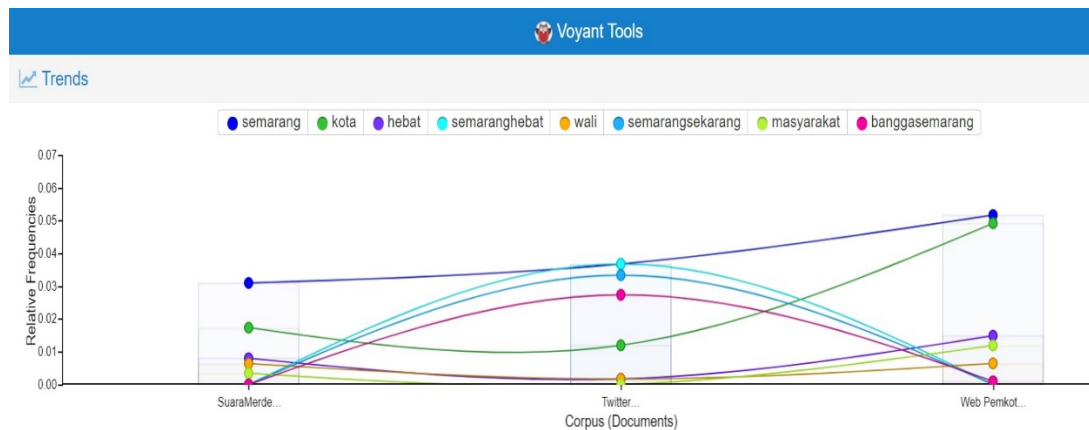 Voyant Tools
Trends
semarang kota hebat semaranghebat wali semarangsekarang masyarakat banggasemarang
0.07
0.06
0.05
0.04
0.03
0.02
0.01
0.00
Relative Frequencies
SuaraMerde... Twitter... Web Pemkot...
Corpus (Documents)